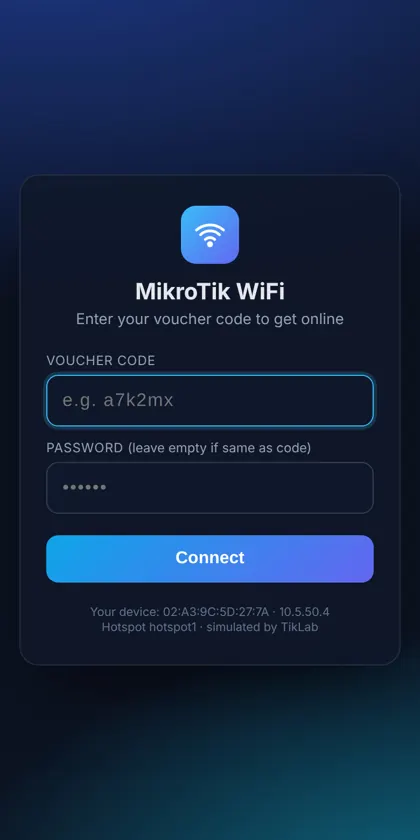 MikroTik WiFi
Enter your voucher code to get online
VOUCHER CODE
e.g. a7k2mx
PASSWORD (leave empty if same as code)
••••••
Connect
Your device: 02:A3:9C:5D:27:7A · 10.5.50.4
Hotspot hotspot1 · simulated by TikLab